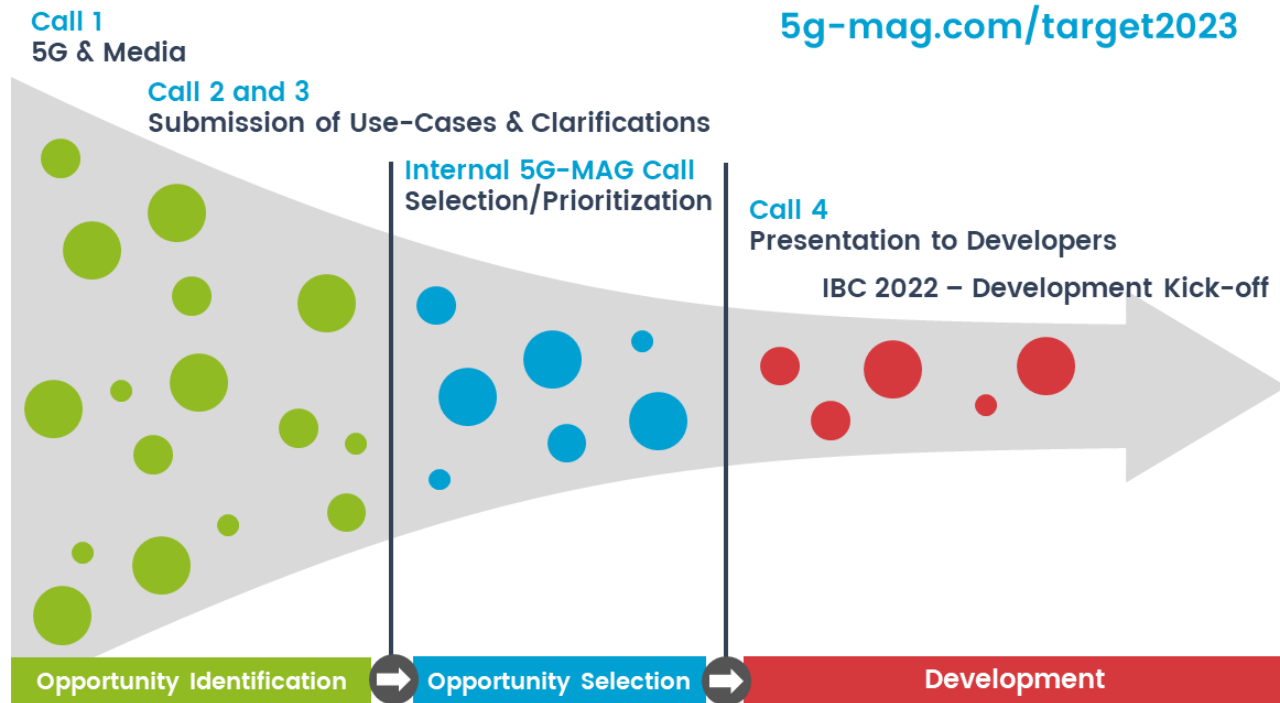 Call 1
5G & Media
5g-mag.com/target2023
Call 2 and 3
Submission of Use-Cases & Clarifications
Internal 5G-MAG Call
Selection/Prioritization
Call 4
Presentation to Developers
IBC 2022 – Development Kick-off
Opportunity Identification
Opportunity Selection
Development